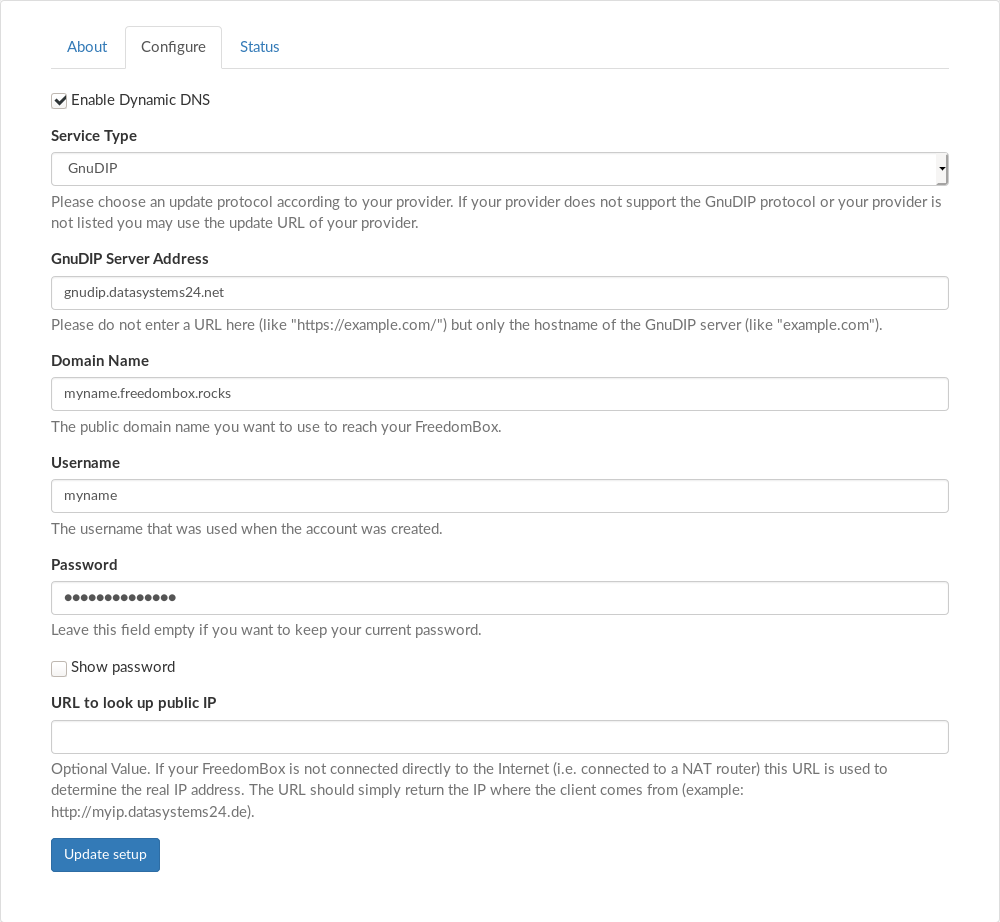 About Configure Status
Enable Dynamic DNS
Service Type
GnuDIP
Please choose an update protocol according to your provider. If your provider does not support the GnuDIP protocol or your provider is
not listed you may use the update URL of your provider.
GnuDIP Server Address
gnudip.datasystems24.net
Please do not enter a URL here (like "https://example.com/") but only the hostname of the GnuDIP server (like "example.com").
Domain Name
myname.freedombox.rocks
The public domain name you want to use to reach your FreedomBox.
Username
myname
The username that was used when the account was created.
Password
●●●●●●●●●●●●●●
Leave this field empty if you want to keep your current password.
Show password
URL to look up public IP
Optional Value. If your FreedomBox is not connected directly to the Internet (i.e. connected to a NAT router) this URL is used to
determine the real IP address. The URL should simply return the IP where the client comes from (example:
http://myip.datasystems24.de).
Update setup